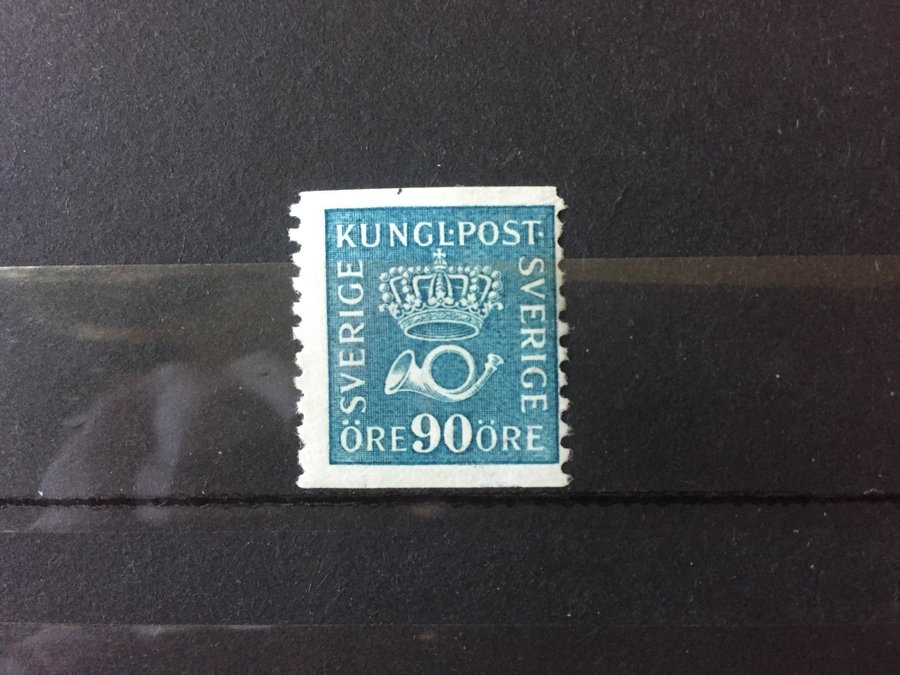 KUNGL·POST·
SVERIGE
SVERIGE
ÖRE 90 ÖRE